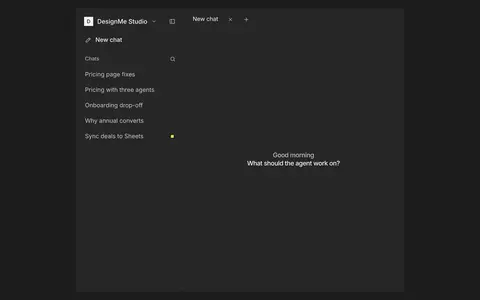 D DesignMe Studio
New chat
New chat
Chats
Pricing page fixes
Pricing with three agents
Onboarding drop-off
Why annual converts
Sync deals to Sheets
Good morning
What should the agent work on?